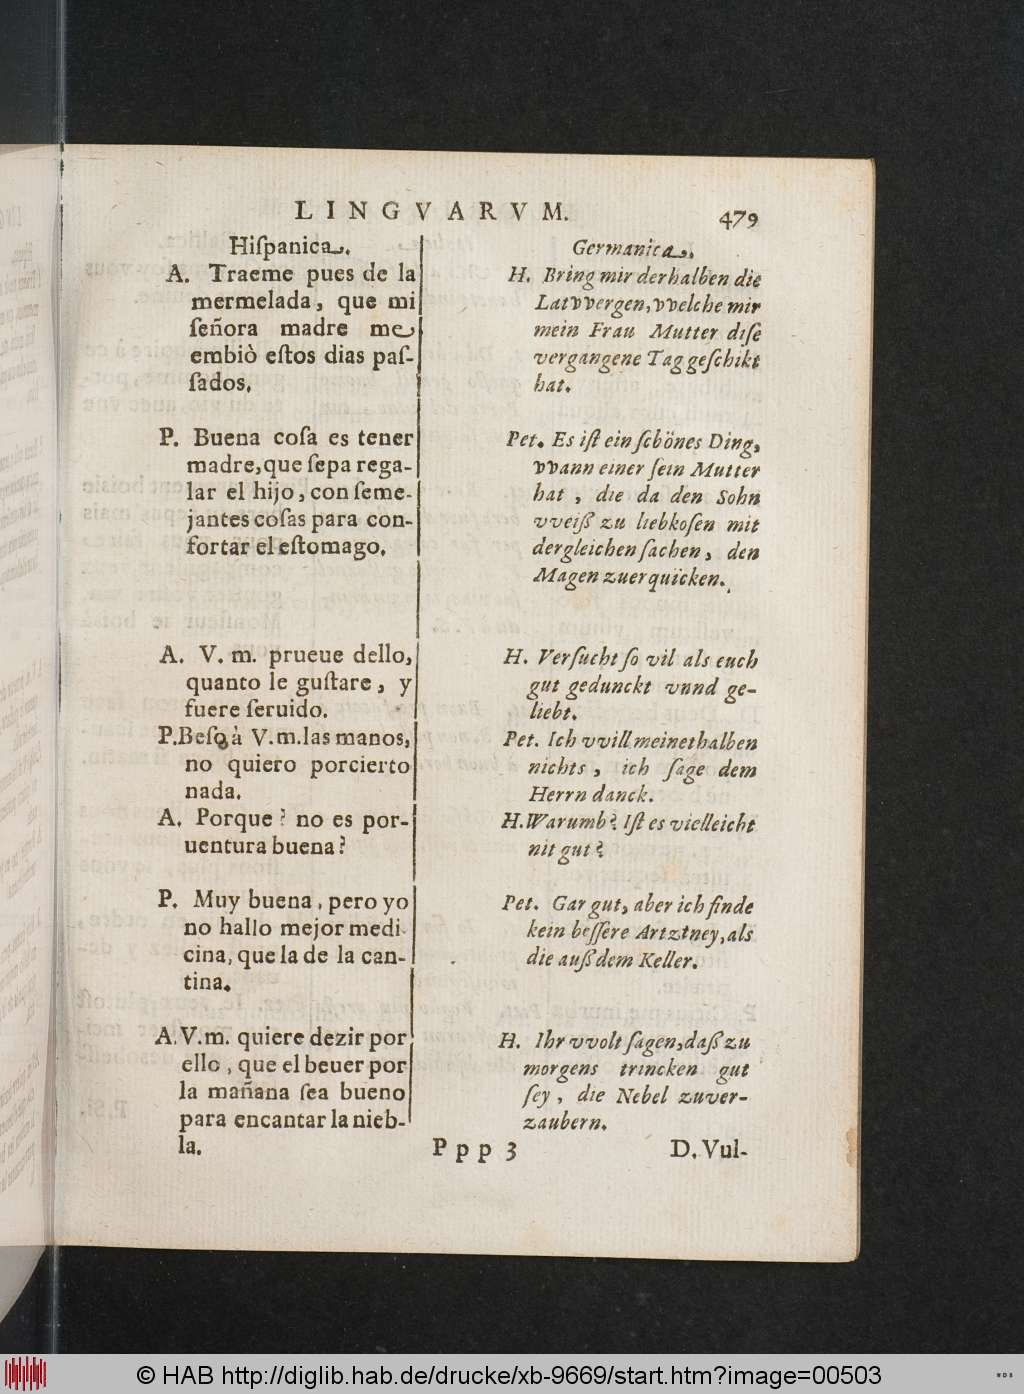 LINGVARVM.
479
Hiſpanica.
A. Traeme pues de la
mermelada, que mi
ſeñora madre me
embiò eſtos dias paſ-
ſados.
P. Buena coſa es tener
madre, que ſepa rega-
lar el hijo, con ſeme-
jantes coſas para con-
fortar el eſtomago.
A. V. m. prueue dello,
quanto le guſtare, y
fuere ſeruido.
P. Beſo à V.m. las manos,
no quiero porcierto
nada.
A. Porque? no es por-
uentura buena?
P. Muy buena, pero yo
no hallo mejor medi
cina, que la de la can-
tina.
A. V.m. quiere dezir por
ello, que el beuer por
la mañana ſea bueno
para encantar la nieb-
la.
Germanica.
H. Bring mir derhalben die
Latvvergen, vvelche mir
mein Frau Mutter diſe
vergangene Tag geſchikt
hat.
Pet. Es iſt ein ſchönes Ding,
vvann einer ſein Mutter
hat, die da den Sohn
vveiß zu liebkoſen mit
dergleichen ſachen, den
Magen zuerquicken.
H. Verſucht ſo vil als euch
gut gedunckt vnnd ge-
liebt.
Pet. Ich vvill meinethalben
nichts, ich ſage dem
Herrn danck.
H. Warumb? Iſt es vielleicht
nit gut?
Pet. Gar gut, aber ich finde
kein beſſere Artztney, als
die auß dem Keller.
H. Ihr vvolt ſagen, daß zu
morgens trincken gut
ſey, die Nebel zuver-
zaubern.
Ppp 3
D. Vul-
© HAB http://diglib.hab.de/drucke/xb-9669/start.htm?image=00503